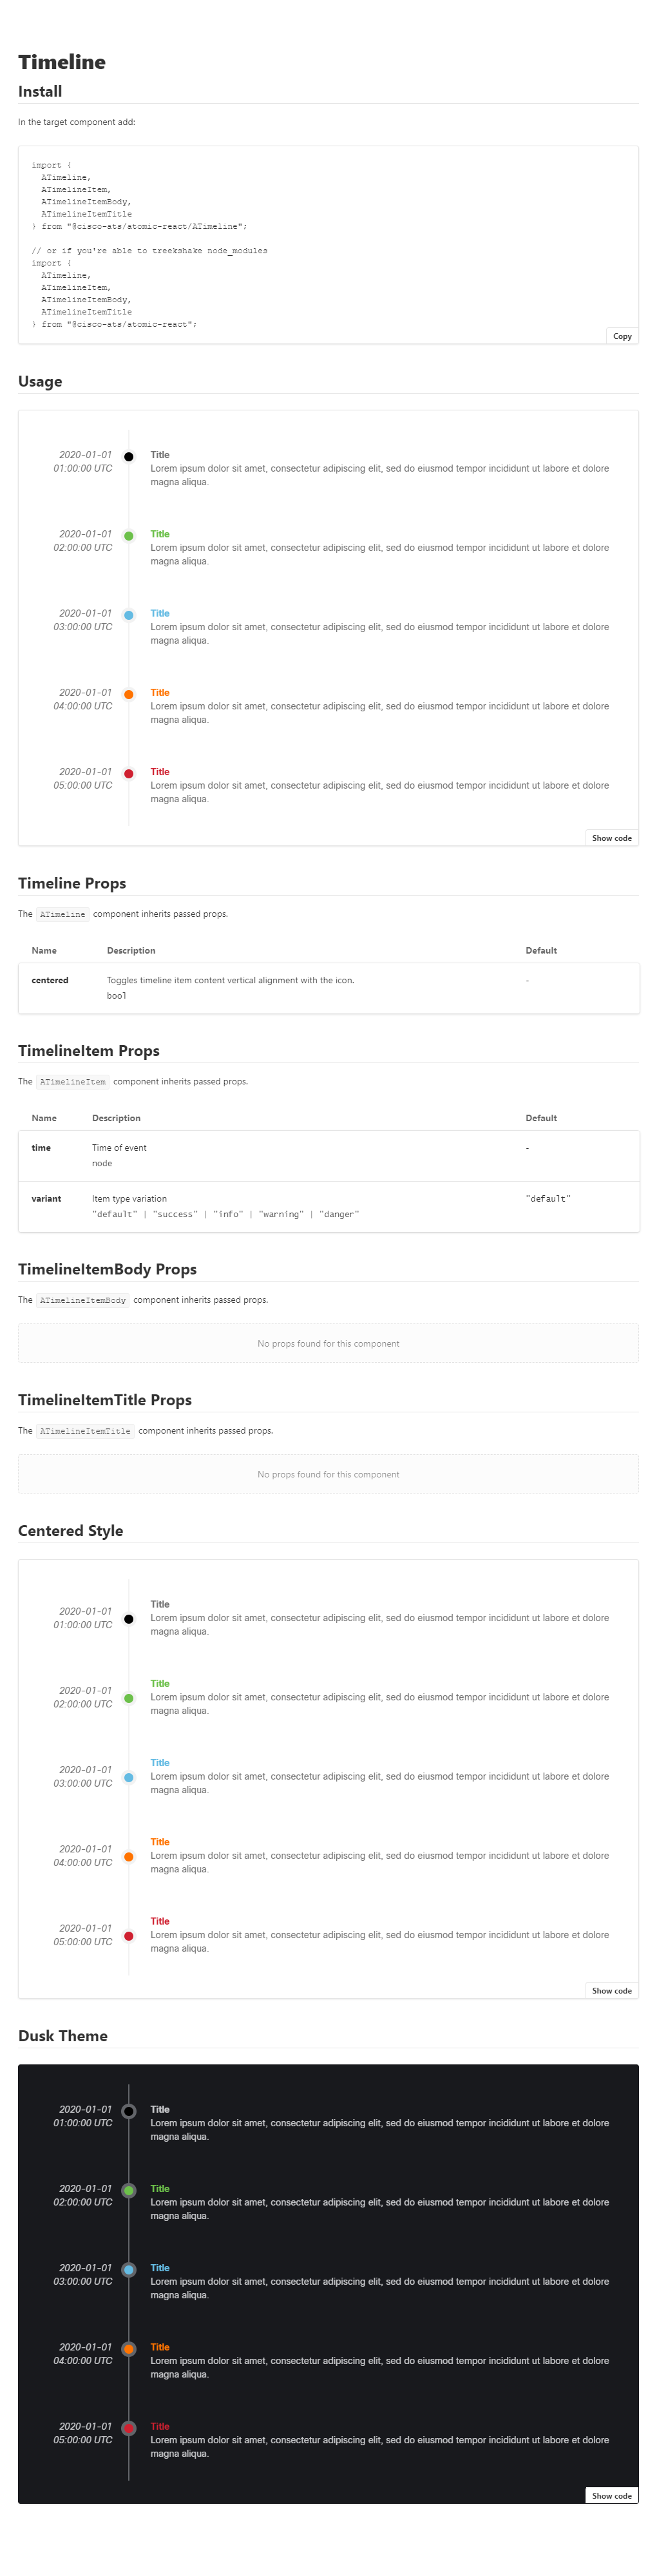 Timeline
Install
In the target component add:
import {
ATimeline,
ATimelineItem,
ATimelineItemBody,
ATimelineItemTitle
} from "@cisco-ats/atomic-react/ATimeline";
// or if you're able to treekshake node_modules
import {
ATimeline,
ATimelineItem,
ATimelineItemBody,
ATimelineItemTitle
} from "@cisco-ats/atomic-react";
Copy
Usage
2020-01-01
01:00:00 UTC
Title
Lorem ipsum dolor sit amet, consectetur adipiscing elit, sed do eiusmod tempor incididunt ut labore et dolore
magna aliqua.
2020-01-01
02:00:00 UTC
Title
Lorem ipsum dolor sit amet, consectetur adipiscing elit, sed do eiusmod tempor incididunt ut labore et dolore
magna aliqua.
2020-01-01
03:00:00 UTC
Title
Lorem ipsum dolor sit amet, consectetur adipiscing elit, sed do eiusmod tempor incididunt ut labore et dolore
magna aliqua.
2020-01-01
04:00:00 UTC
Title
Lorem ipsum dolor sit amet, consectetur adipiscing elit, sed do eiusmod tempor incididunt ut labore et dolore
magna aliqua.
2020-01-01
05:00:00 UTC
Title
Lorem ipsum dolor sit amet, consectetur adipiscing elit, sed do eiusmod tempor incididunt ut labore et dolore
magna aliqua.
Show code
Timeline Props
The ATimeline component inherits passed props.
Name Description Default
centered Toggles timeline item content vertical alignment with the icon. -
bool
TimelineItem Props
The ATimelineItem component inherits passed props.
Name Description Default
time Time of event -
node
variant Item type variation "default"
"default" | "success" | "info" | "warning" | "danger"
TimelineItemBody Props
The ATimelineItemBody component inherits passed props.
No props found for this component
TimelineItemTitle Props
The ATimelineItemTitle component inherits passed props.
No props found for this component
Centered Style
2020-01-01
01:00:00 UTC
Title
Lorem ipsum dolor sit amet, consectetur adipiscing elit, sed do eiusmod tempor incididunt ut labore et dolore
magna aliqua.
2020-01-01
02:00:00 UTC
Title
Lorem ipsum dolor sit amet, consectetur adipiscing elit, sed do eiusmod tempor incididunt ut labore et dolore
magna aliqua.
2020-01-01
03:00:00 UTC
Title
Lorem ipsum dolor sit amet, consectetur adipiscing elit, sed do eiusmod tempor incididunt ut labore et dolore
magna aliqua.
2020-01-01
04:00:00 UTC
Title
Lorem ipsum dolor sit amet, consectetur adipiscing elit, sed do eiusmod tempor incididunt ut labore et dolore
magna aliqua.
2020-01-01
05:00:00 UTC
Title
Lorem ipsum dolor sit amet, consectetur adipiscing elit, sed do eiusmod tempor incididunt ut labore et dolore
magna aliqua.
Show code
Dusk Theme
2020-01-01
01:00:00 UTC
Title
Lorem ipsum dolor sit amet, consectetur adipiscing elit, sed do eiusmod tempor incididunt ut labore et dolore
magna aliqua.
2020-01-01
02:00:00 UTC
Title
Lorem ipsum dolor sit amet, consectetur adipiscing elit, sed do eiusmod tempor incididunt ut labore et dolore
magna aliqua.
2020-01-01
03:00:00 UTC
Title
Lorem ipsum dolor sit amet, consectetur adipiscing elit, sed do eiusmod tempor incididunt ut labore et dolore
magna aliqua.
2020-01-01
04:00:00 UTC
Title
Lorem ipsum dolor sit amet, consectetur adipiscing elit, sed do eiusmod tempor incididunt ut labore et dolore
magna aliqua.
2020-01-01
05:00:00 UTC
Title
Lorem ipsum dolor sit amet, consectetur adipiscing elit, sed do eiusmod tempor incididunt ut labore et dolore
magna aliqua.
Show code